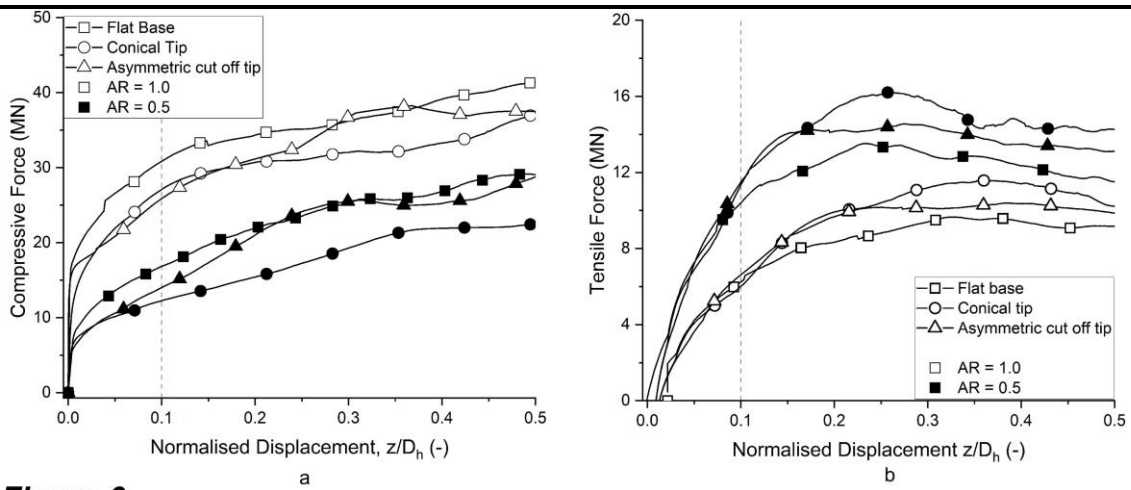 Flat Base
Conical Tip
Asymmetric cut off tip
AR = 1.0
AR = 0.5
Compressive Force (MN)
50
40
30
20
10
0
0.0 0.1 0.2 0.3 0.4 0.5
Normalised Displacement, z/Dh (-)
a
Tensile Force (MN)
20
16
12
8
4
0
Flat base
Conical tip
Asymmetric cut off tip
AR = 1.0
AR = 0.5
0.0 0.1 0.2 0.3 0.4 0.5
Normalised Displacement z/Dh (-)
b